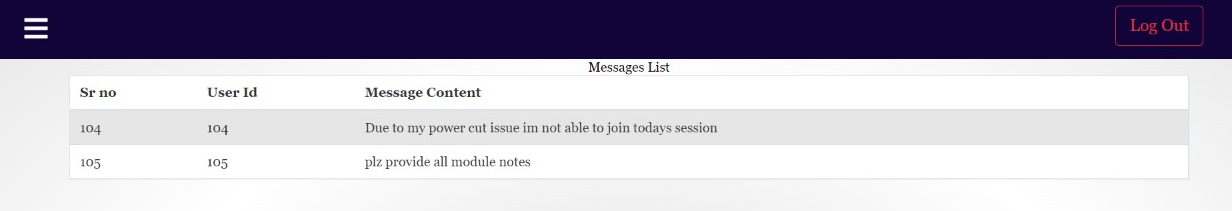 Log Out
Messages List
Sr no User Id Message Content
104 104 Due to my power cut issue im not able to join todays session
105 105 plz provide all module notes